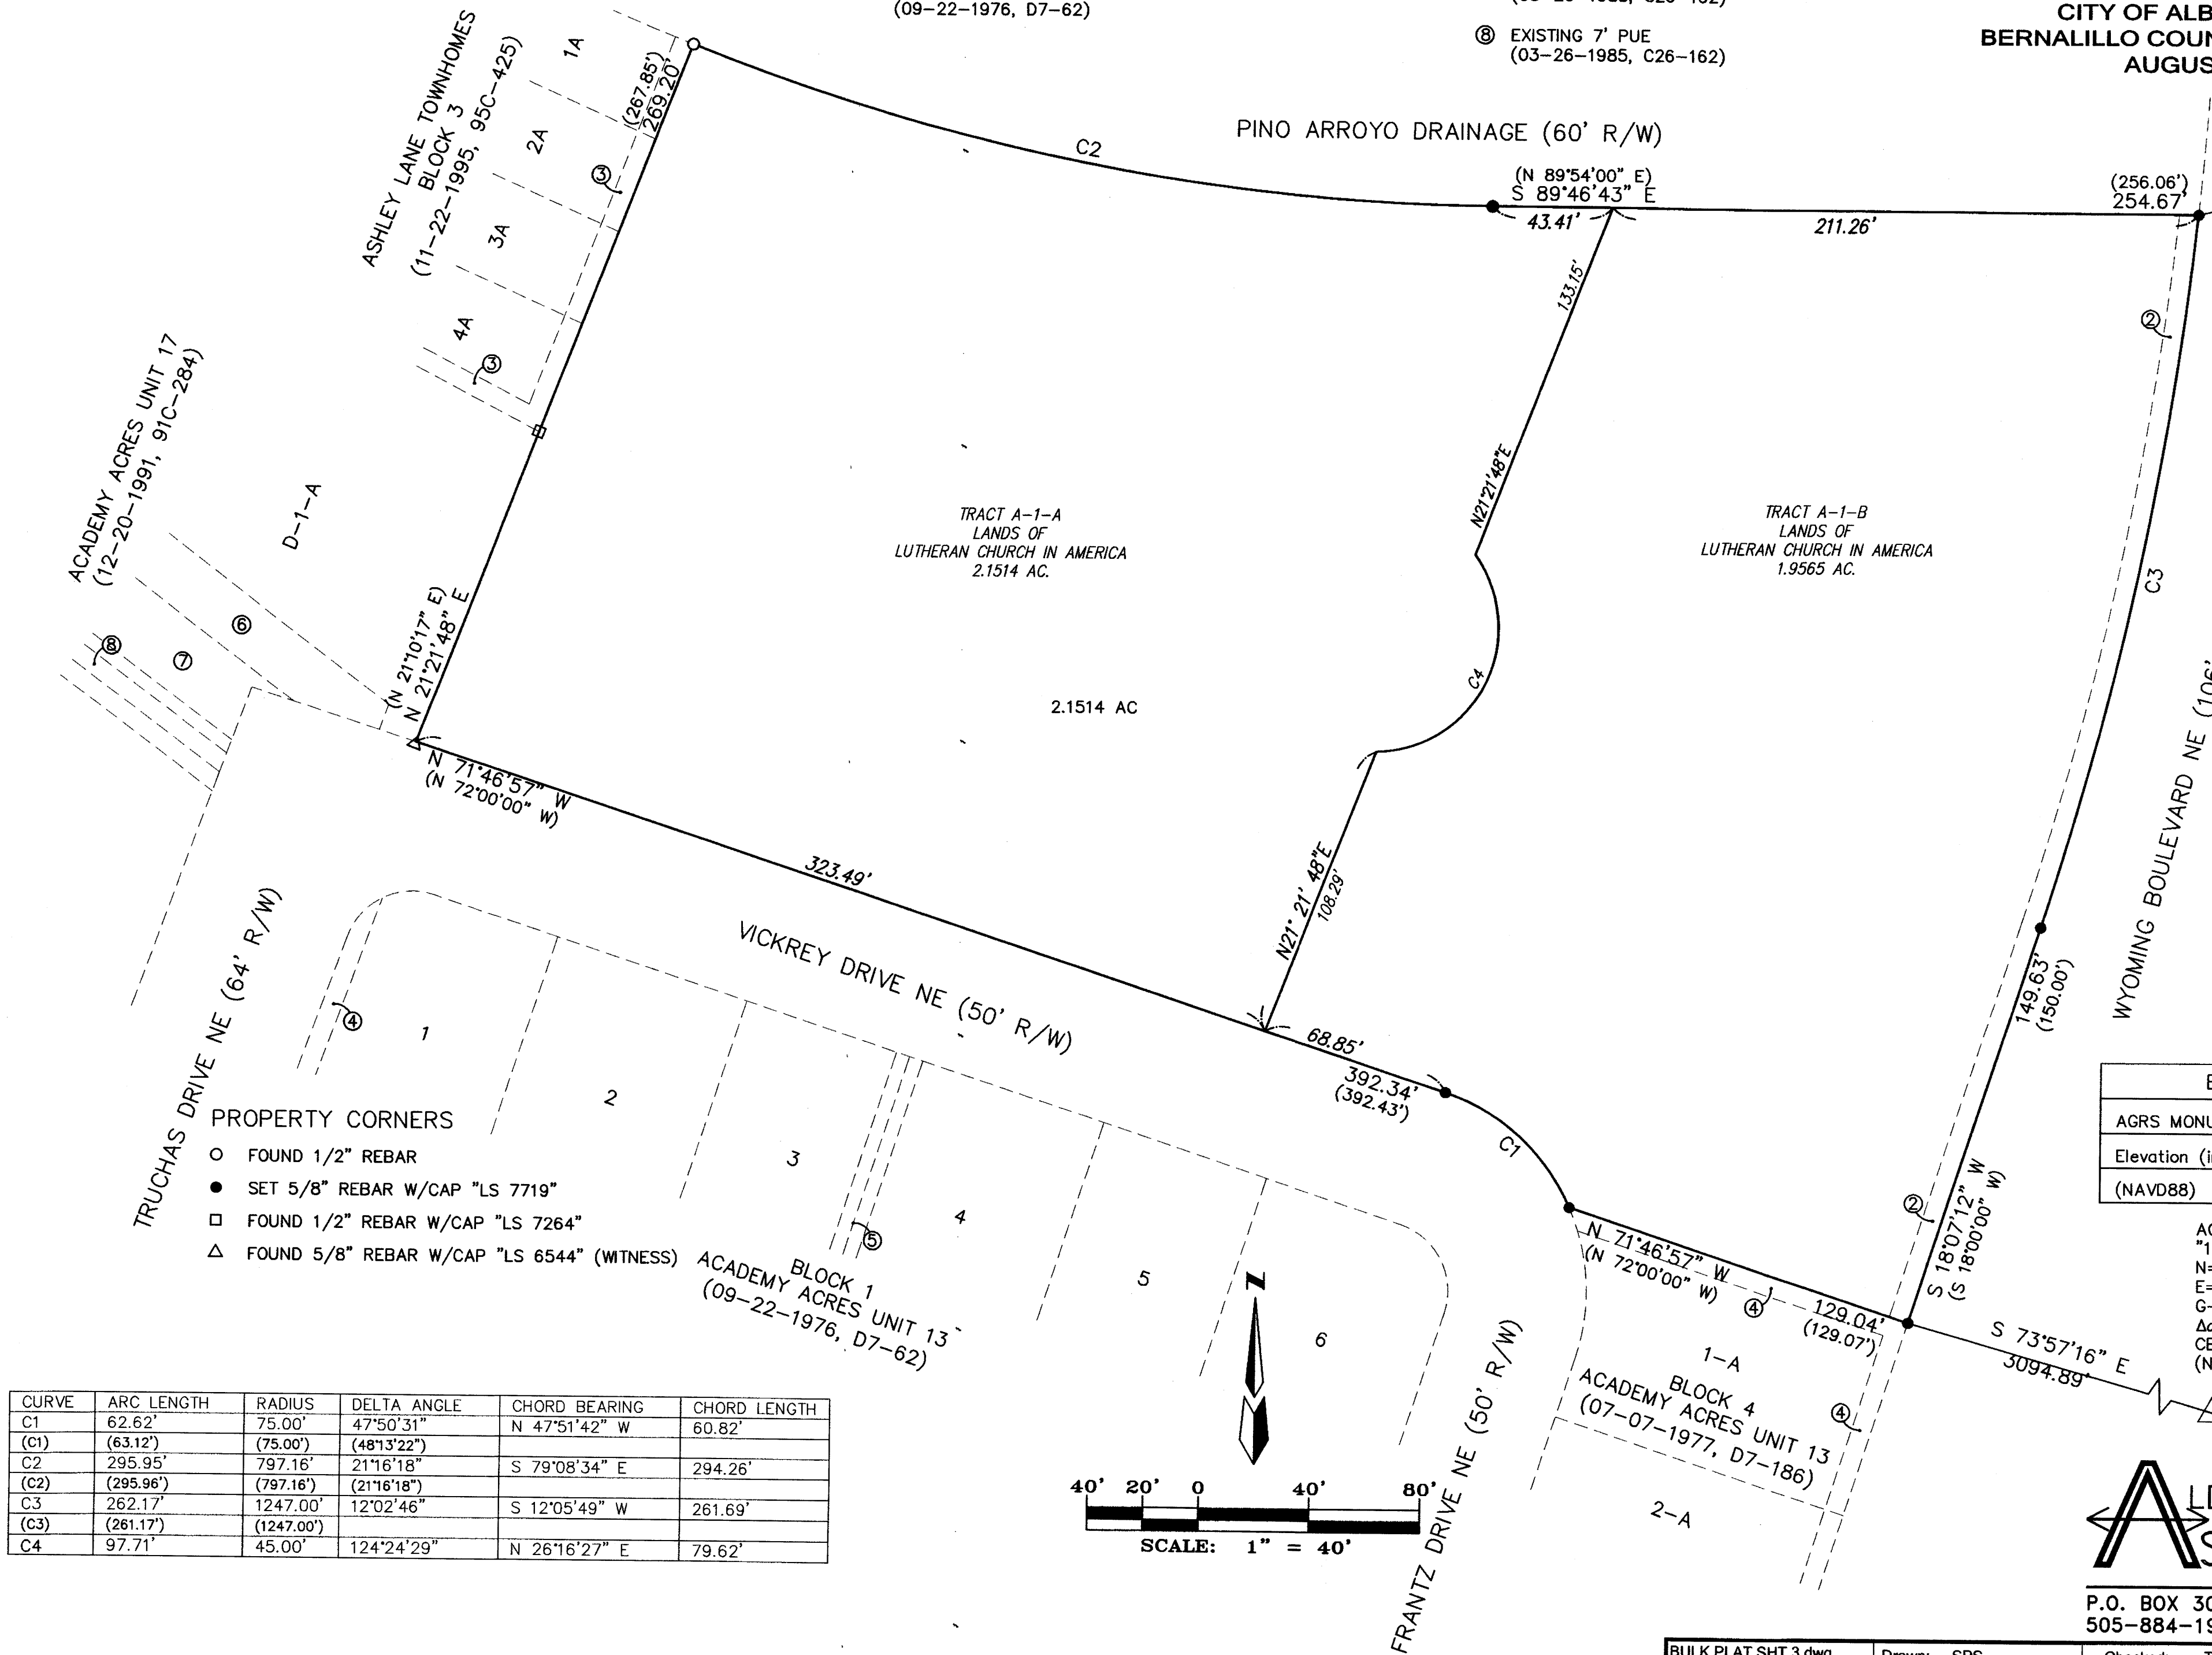 (09-22-1976, D7-62)
⑧ EXISTING 7' PUE
(03-26-1985, C26-162)
CITY OF ALB
BERNALILLO COUN
AUGUS
ASHLEY LANE TOWNHOMES
BLOCK 3
(11-22-1995, 95C-425)
1A
2A
3A
4A
③
③
(267.85')
269.20'
C2
PINO ARROYO DRAINAGE (60' R/W)
(N 89°54'00" E)
S 89°46'43" E
43.41'
211.26'
(256.06')
254.67'
133.15'
N21°21'48"E
②
C3
ACADEMY ACRES UNIT 17
(12-20-1991, 91C-284)
D-1-A
⑥
⑦
⑧
(N 21°10'17" E)
N 21°21'48" E
TRACT A-1-A
LANDS OF
LUTHERAN CHURCH IN AMERICA
2.1514 AC.
TRACT A-1-B
LANDS OF
LUTHERAN CHURCH IN AMERICA
1.9565 AC.
2.1514 AC
C4
N 71°46'57" W
(N 72°00'00" W)
323.49'
N21° 21' 48"E
108.29'
VICKREY DRIVE NE (50' R/W)
68.85'
392.34'
(392.43')
C1
WYOMING BOULEVARD NE (106'
149.63'
(150.00')
S 18°07'12" W
(S 18°00'00" W)
②
TRUCHAS DRIVE NE (64' R/W)
④
1
2
3
4
5
6
⑤
PROPERTY CORNERS
○ FOUND 1/2" REBAR
● SET 5/8" REBAR W/CAP "LS 7719"
□ FOUND 1/2" REBAR W/CAP "LS 7264"
△ FOUND 5/8" REBAR W/CAP "LS 6544" (WITNESS)
BLOCK 1
ACADEMY ACRES UNIT 13
(09-22-1976, D7-62)
N 71°46'57" W
(N 72°00'00" W)
④
129.04'
(129.07')
S 73°57'16" E
3094.89'
1-A
BLOCK 4
ACADEMY ACRES UNIT 13
(07-07-1977, D7-186)
④
2-A
FRANTZ DRIVE NE (50' R/W)
AGRS MONU
Elevation (i
(NAVD88)
"1
N=
E=
G-
(N
CURVE ARC LENGTH RADIUS DELTA ANGLE CHORD BEARING CHORD LENGTH
C1 62.62' 75.00' 47°50'31" N 47°51'42" W 60.82'
(C1) (63.12') (75.00') (48°13'22")
C2 295.95' 797.16' 21°16'18" S 79°08'34" E 294.26'
(C2) (295.96') (797.16') (21°16'18")
C3 262.17' 1247.00' 12°02'46" S 12°05'49" W 261.69'
(C3) (261.17') (1247.00')
C4 97.71' 45.00' 124°24'29" N 26°16'27" E 79.62'
N
40' 20' 0 40' 80'
SCALE: 1" = 40'
A
P.O. BOX 30
505-884-19
BULK PLAT SHT 3.dwg